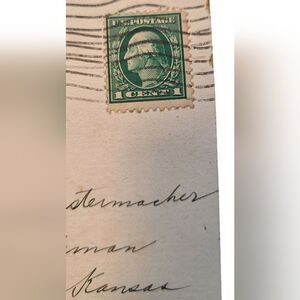 U.S. POSTAGE
1 CENT 1
stermacher
man
Kansas